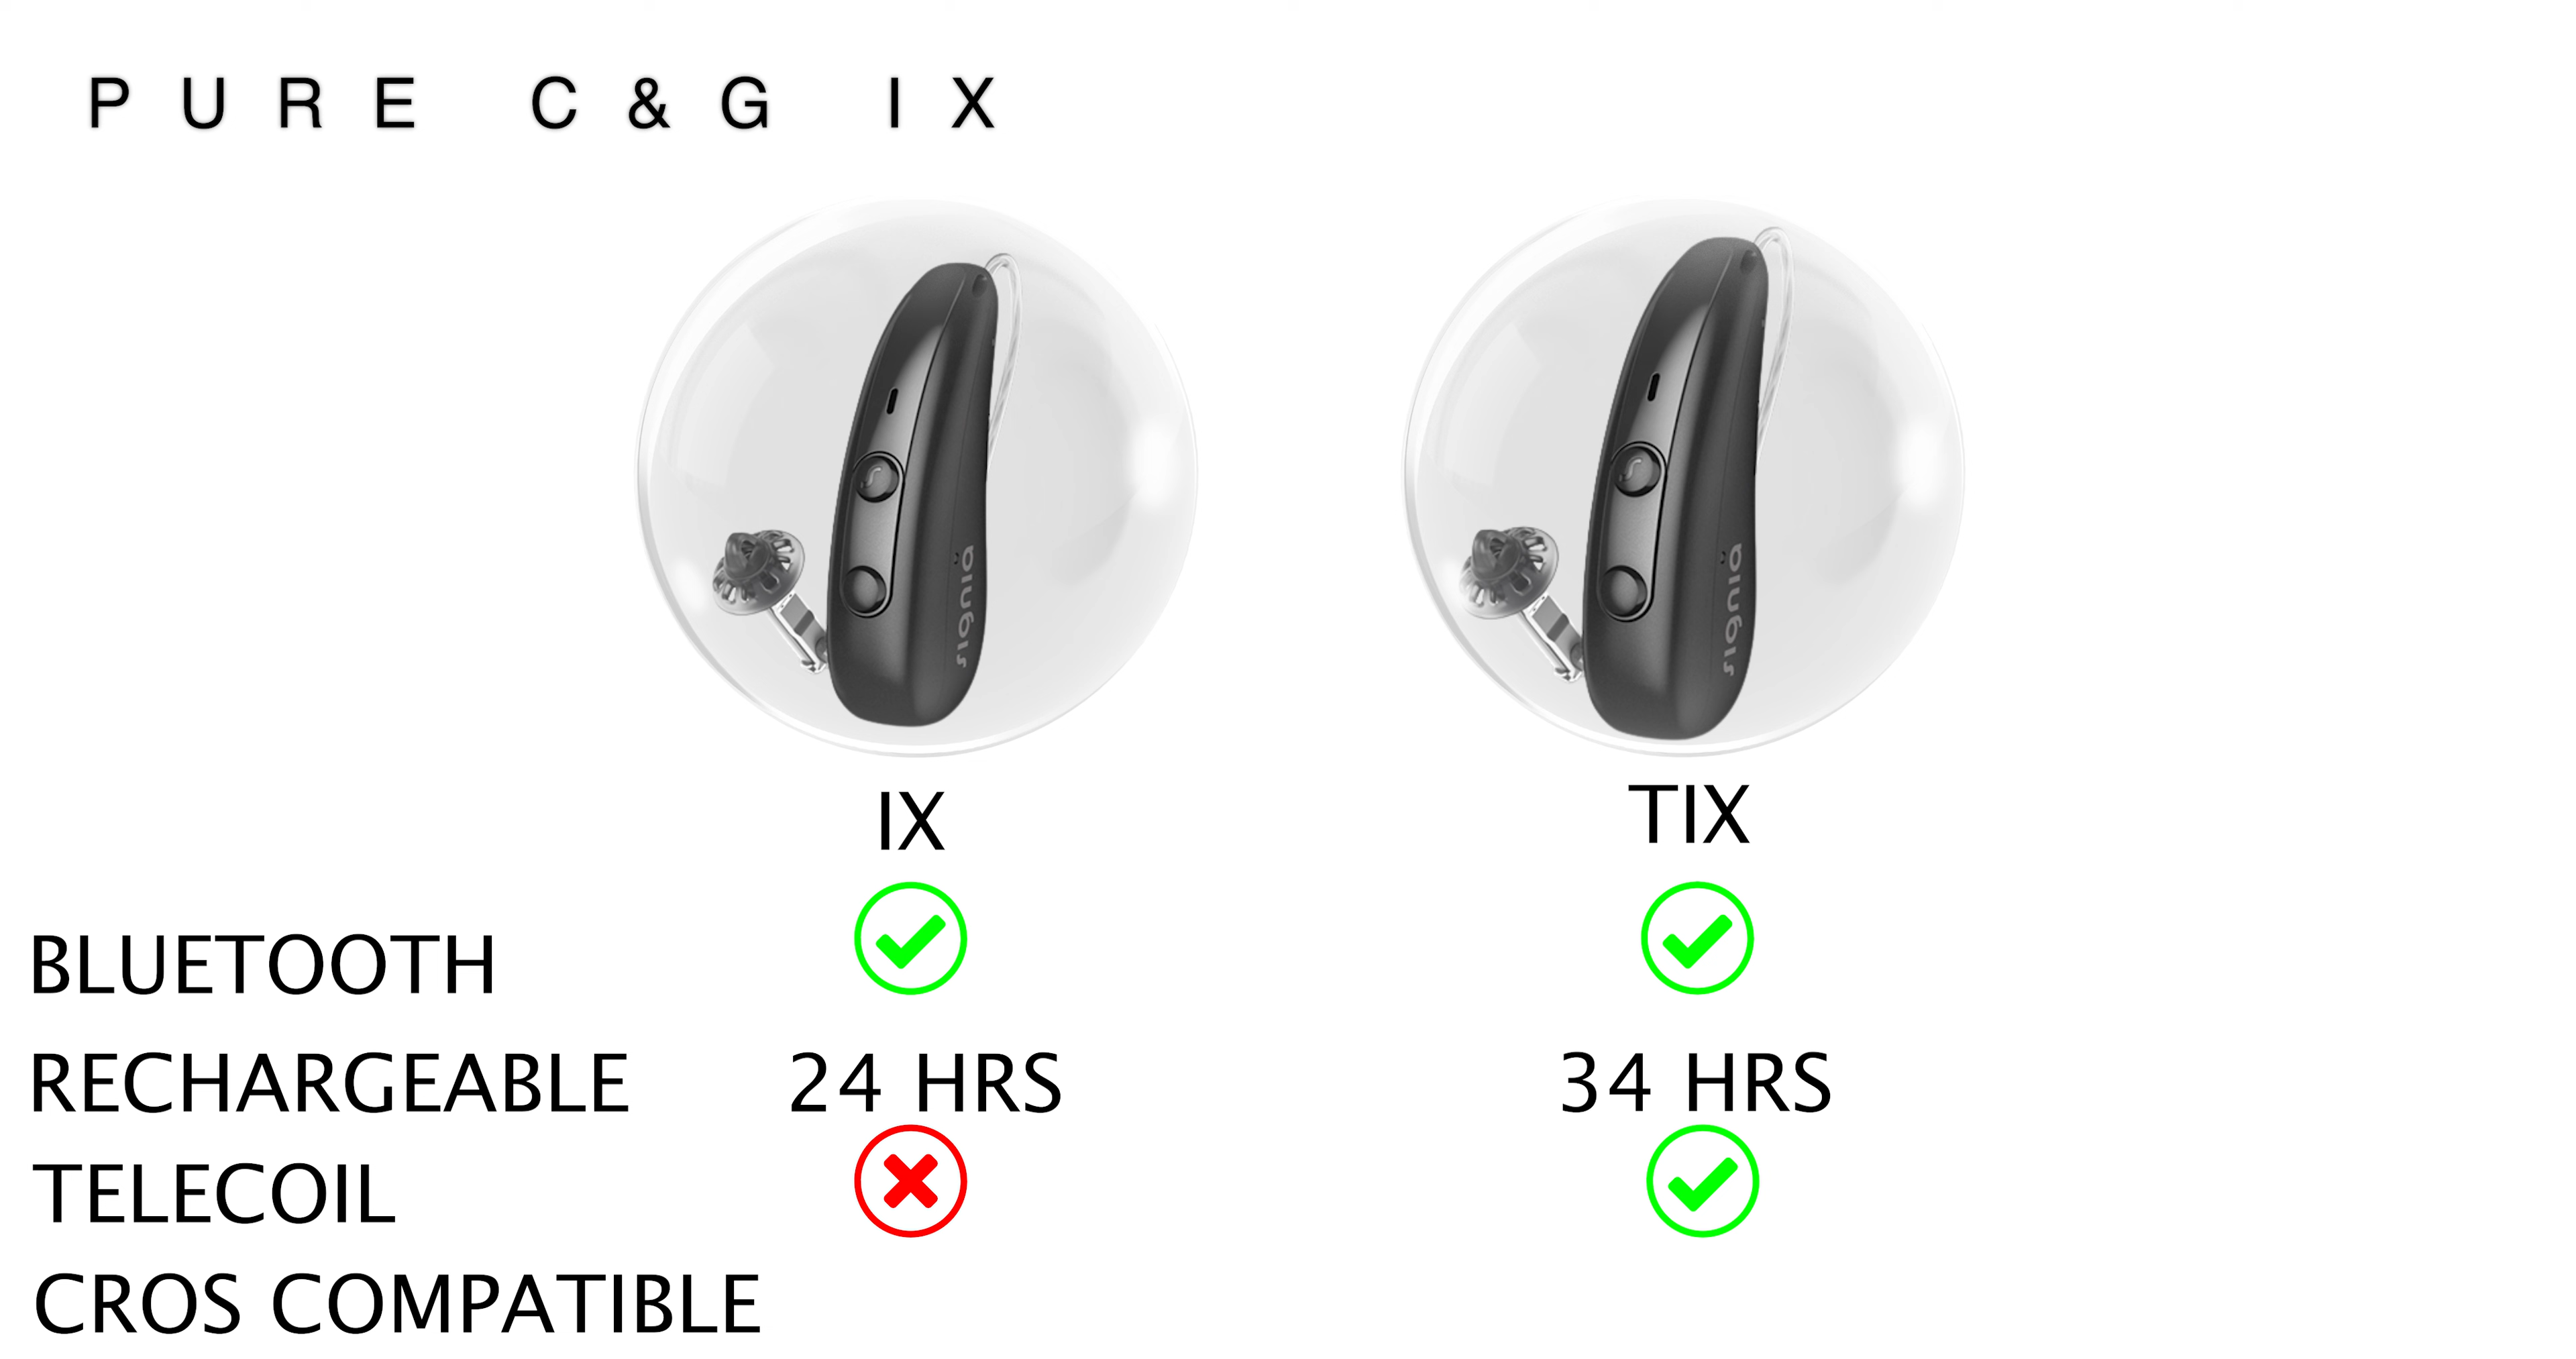 PURE C&G IX
signia
signia
IX
TIX
BLUETOOTH
RECHARGEABLE 24 HRS 34 HRS
TELECOIL
CROS COMPATIBLE